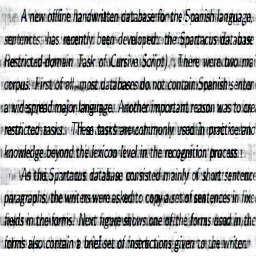 A new offline handwritten database for the Spanish language
sentences, has recently been developed: the Spartacus database
Restricted-domain Task of Cursive Script). There were two ma
corpus. First of all, most databases do not contain Spanish sente
a widespread major language. Another important reason was to cre
restricted tasks. These tasks are commonly used in practice and
knowledge beyond the lexicon level in the recognition process.
As the Spartacus database consisted mainly of short sentence
paragraphs, the writers were asked to copy a set of sentences in fixe
fields in the forms. Next figure shows one of the forms used in the
forms also contain a brief set of instructions given to the writer.